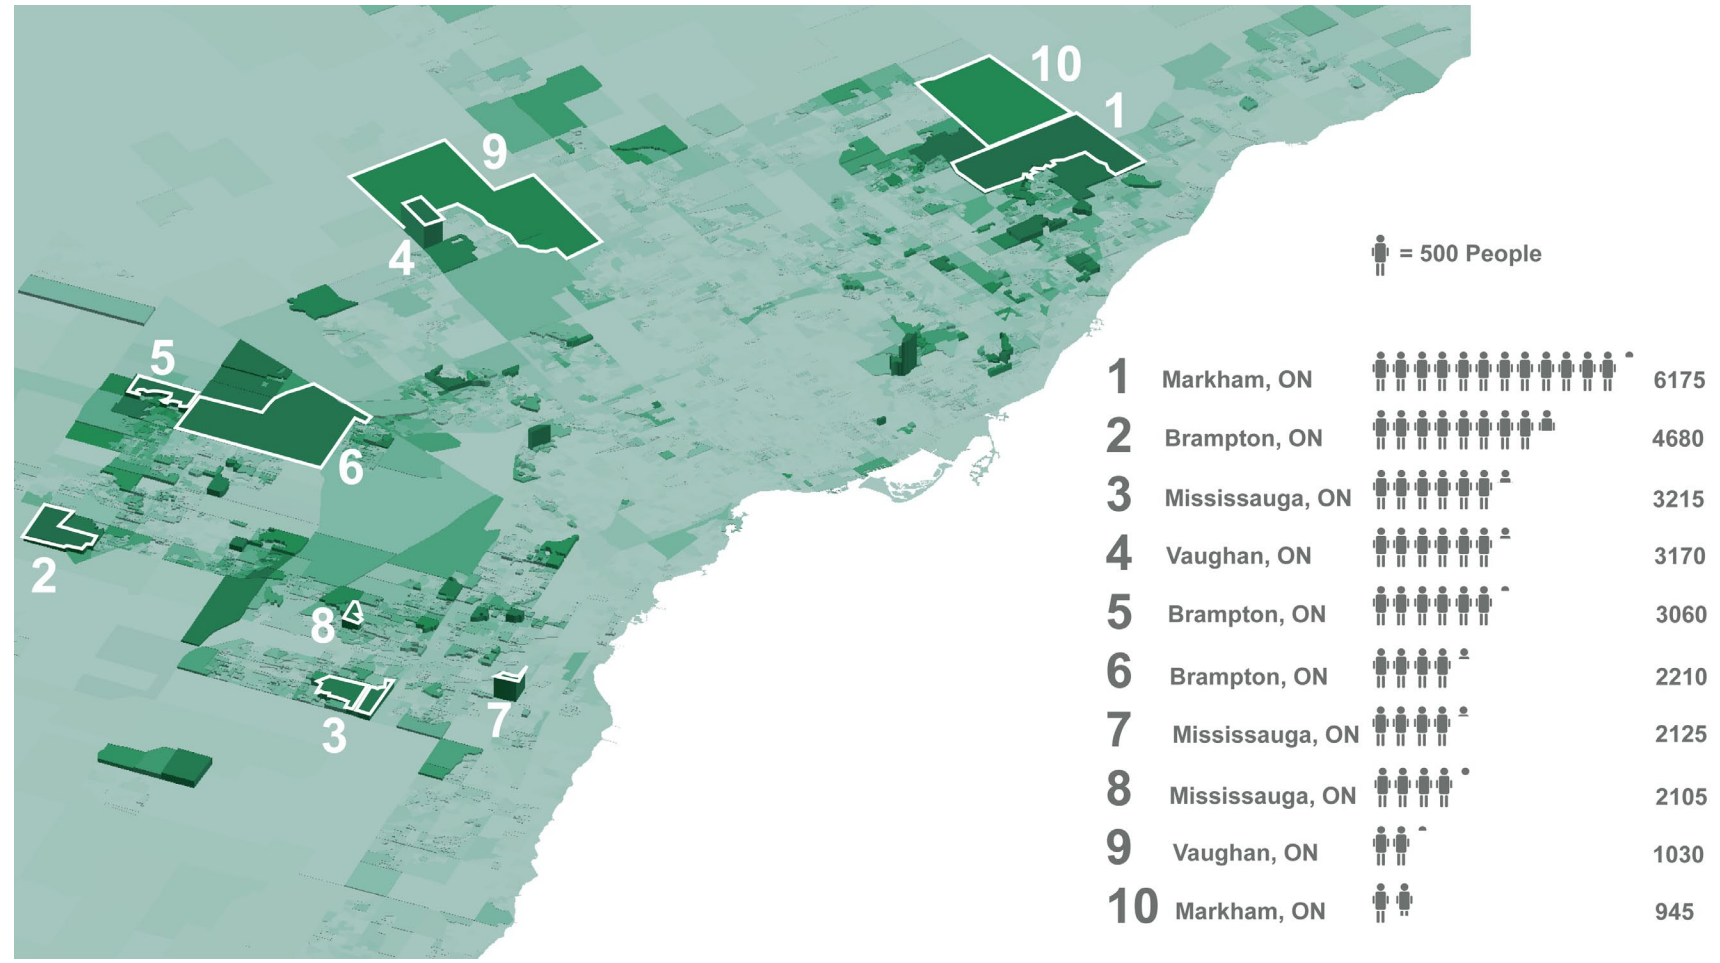 10
1
9
4
5
6
2
8
3
7
= 500 People
1 Markham, ON 6175
2 Brampton, ON 4680
3 Mississauga, ON 3215
4 Vaughan, ON 3170
5 Brampton, ON 3060
6 Brampton, ON 2210
7 Mississauga, ON 2125
8 Mississauga, ON 2105
9 Vaughan, ON 1030
10 Markham, ON 945